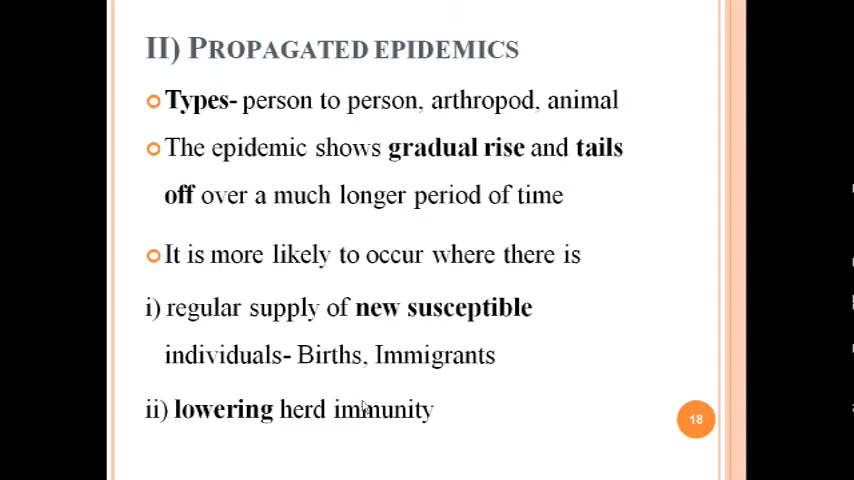 II) PROPAGATED EPIDEMICS
Types- person to person, arthropod, animal
The epidemic shows gradual rise and tails
off over a much longer period of time
It is more likely to occur where there is
i) regular supply of new susceptible
individuals- Births, Immigrants
ii) lowering herd immunity
18